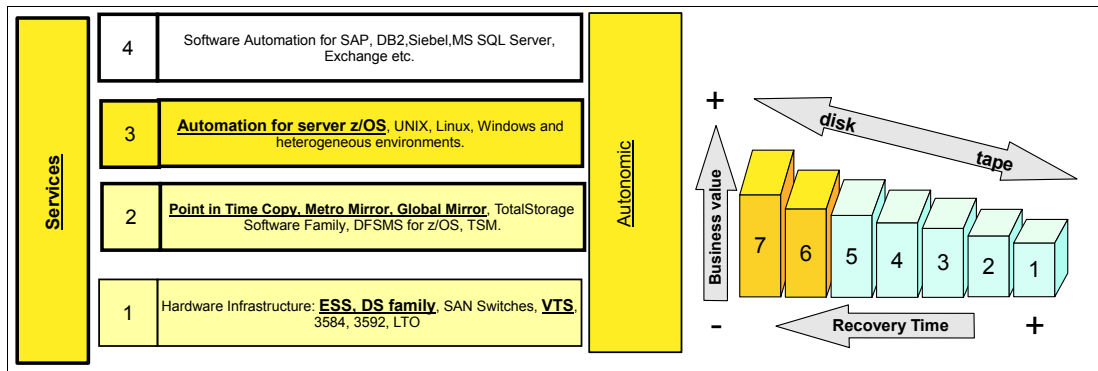 Services
4
Software Automation for SAP, DB2,Siebel,MS SQL Server,
Exchange etc.
3
Automation for server z/OS, UNIX, Linux, Windows and
heterogeneous environments.
2
Point in Time Copy, Metro Mirror, Global Mirror, TotalStorage
Software Family, DFSMS for z/OS, TSM.
1
Hardware Infrastructure: ESS, DS family, SAN Switches, VTS,
3584, 3592, LTO
Autonomic
+
Business value
-
disk
tape
7
6
5
4
3
2
1
Recovery Time
+